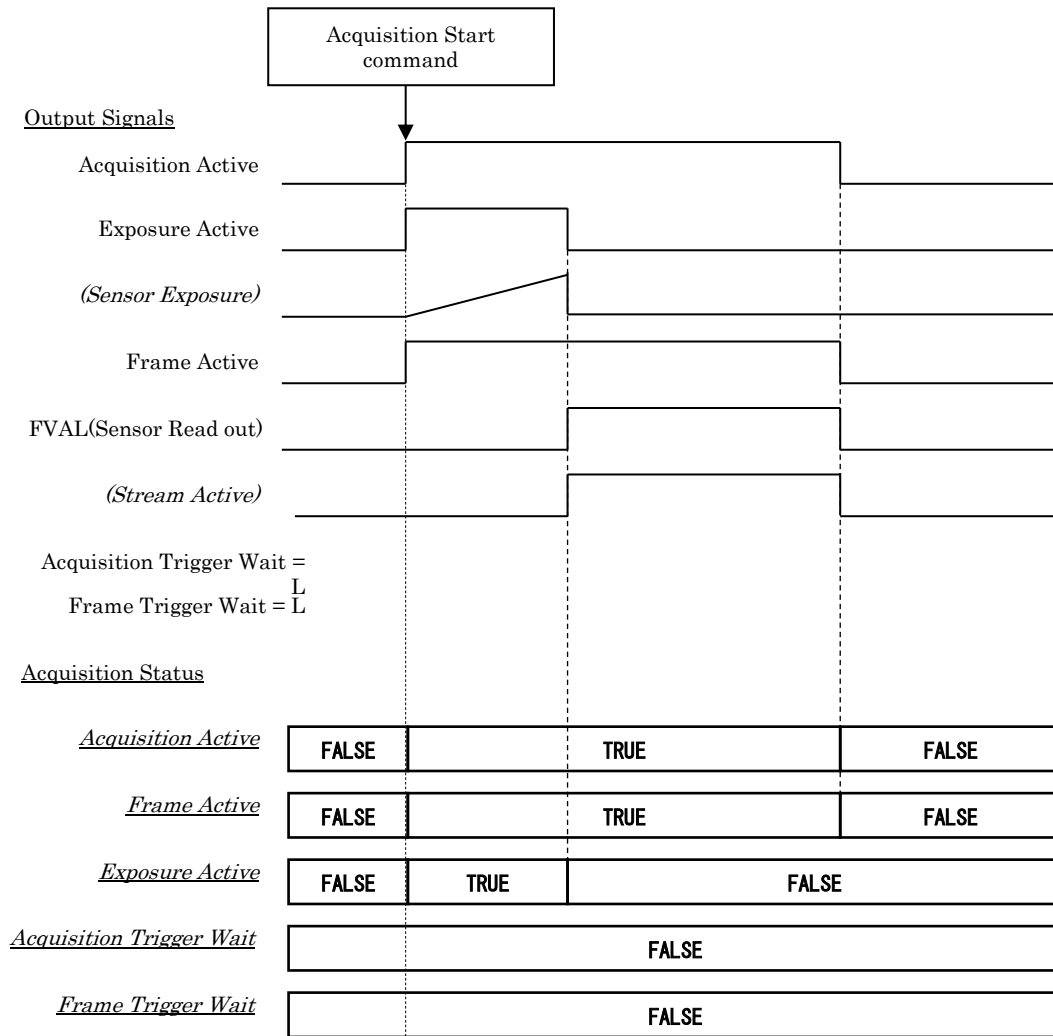 Acquisition Start
command
Output Signals
Acquisition Active
Exposure Active
(Sensor Exposure)
Frame Active
FVAL(Sensor Read out)
(Stream Active)
Acquisition Trigger Wait =
L
Frame Trigger Wait = L
Acquisition Status
Acquisition Active FALSE TRUE FALSE
Frame Active FALSE TRUE FALSE
Exposure Active FALSE TRUE FALSE
Acquisition Trigger Wait FALSE
Frame Trigger Wait FALSE